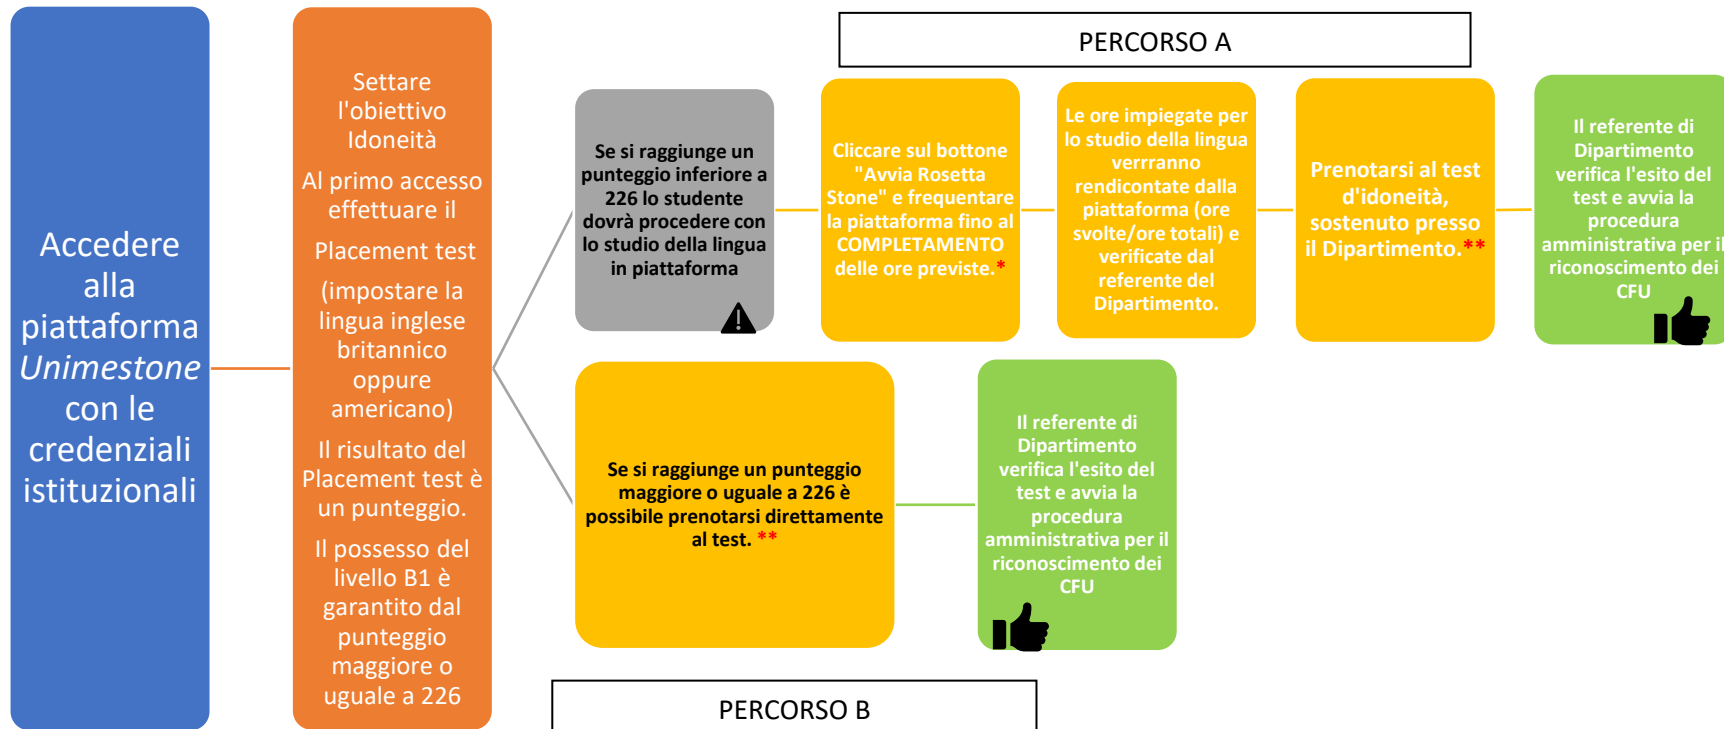 PERCORSO A
Accedere
alla
piattaforma
Unimestone
con le
credenziali
istituzionali
Settare
l'obiettivo
Idoneità
Al primo accesso
effettuare il
Placement test
(impostare la
lingua inglese
britannico
oppure
americano)
Il risultato del
Placement test è
un punteggio.
Il possesso del
livello B1 è
garantito dal
punteggio
maggiore o
uguale a 226
Se si raggiunge un
punteggio inferiore a
226 lo studente
dovrà procedere con
lo studio della lingua
in piattaforma
Cliccare sul bottone
"Avvia Rosetta
Stone" e frequentare
la piattaforma fino al
COMPLETAMENTO
delle ore previste.*
Le ore impiegate per
lo studio della lingua
verrranno
rendicontate dalla
piattaforma (ore
svolte/ore totali) e
verificate dal
referente del
Dipartimento.
Prenotarsi al test
d'idoneità,
sostenuto presso
il Dipartimento.**
Il referente di
Dipartimento
verifica l'esito del
test e avvia la
procedura
amministrativa per il
riconoscimento dei
CFU
Se si raggiunge un punteggio
maggiore o uguale a 226 è
possibile prenotarsi direttamente
al test. **
Il referente di
Dipartimento
verifica l'esito del
test e avvia la
procedura
amministrativa per il
riconoscimento dei
CFU
PERCORSO B